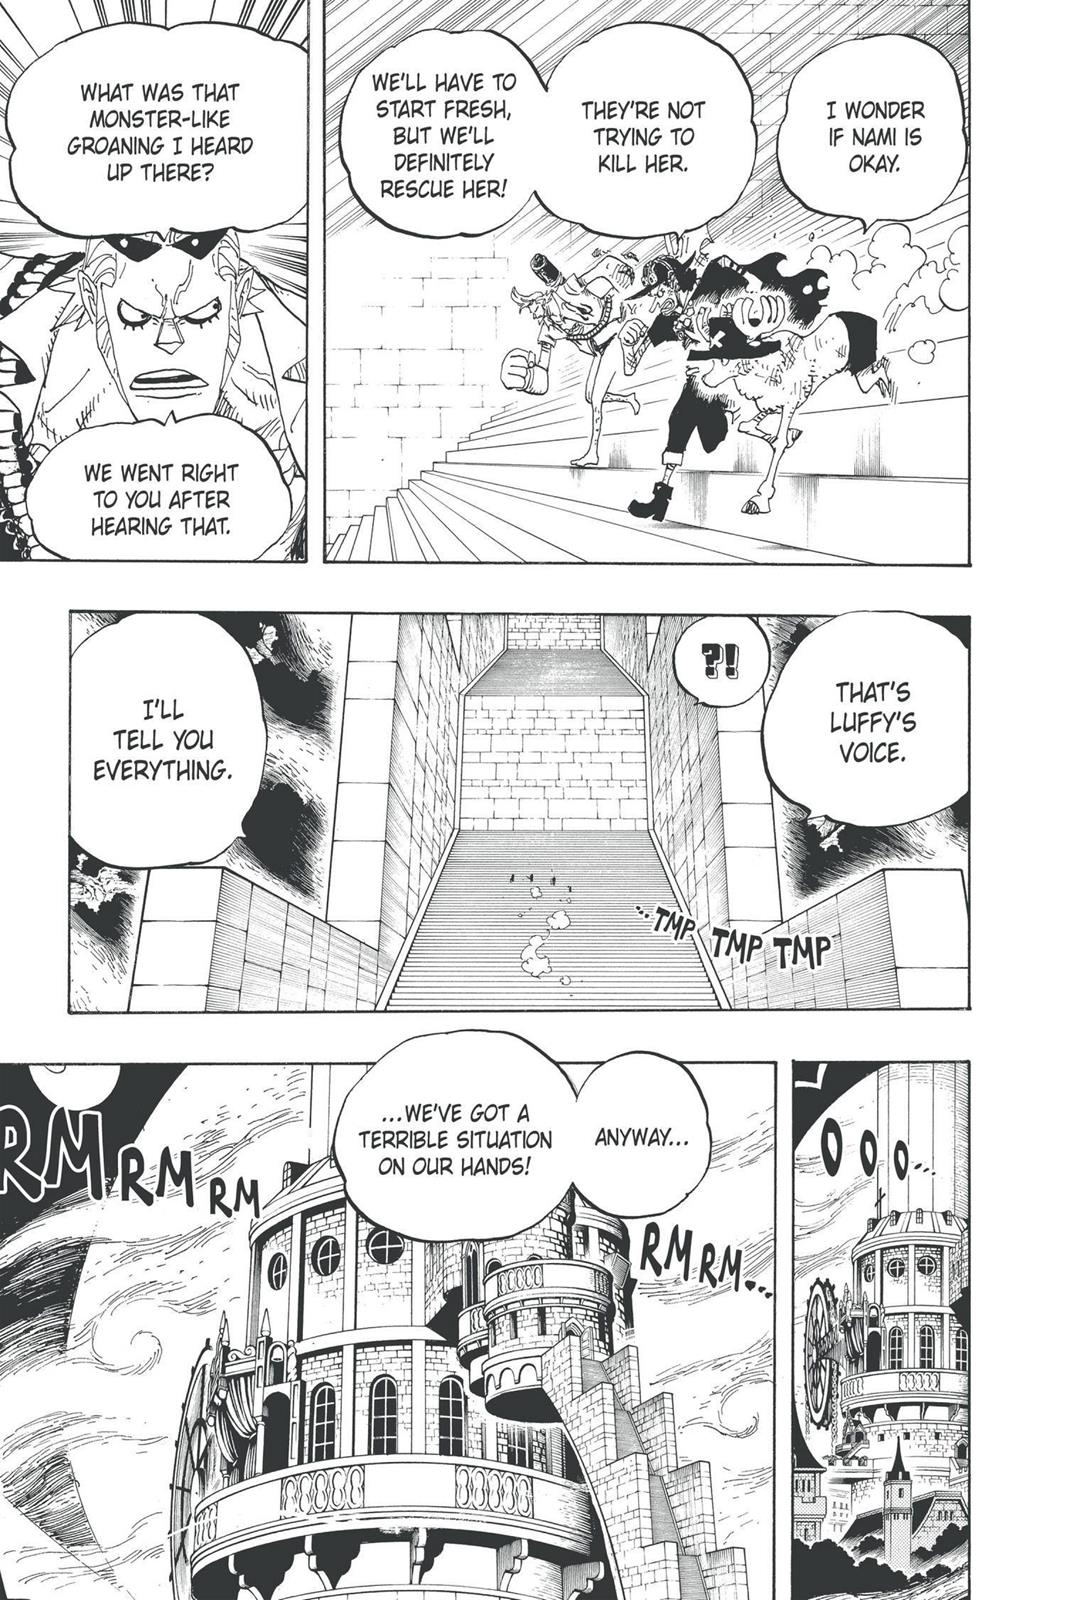 I WONDER
IF NAMI IS
OKAY.
THEY'RE NOT
TRYING TO
KILL HER.
WE'LL HAVE TO
START FRESH,
BUT WE'LL
DEFINITELY
RESCUE HER!
WHAT WAS THAT
MONSTER-LIKE
GROANING I HEARD
UP THERE?
WE WENT RIGHT
TO YOU AFTER
HEARING THAT.
THAT'S
LUFFY'S
VOICE.
?!
I'LL
TELL YOU
EVERYTHING.
...TMP TMP TMP
OOO...
ANYWAY...
...WE'VE GOT A
TERRIBLE SITUATION
ON OUR HANDS!
RM RM RM
RM RM...